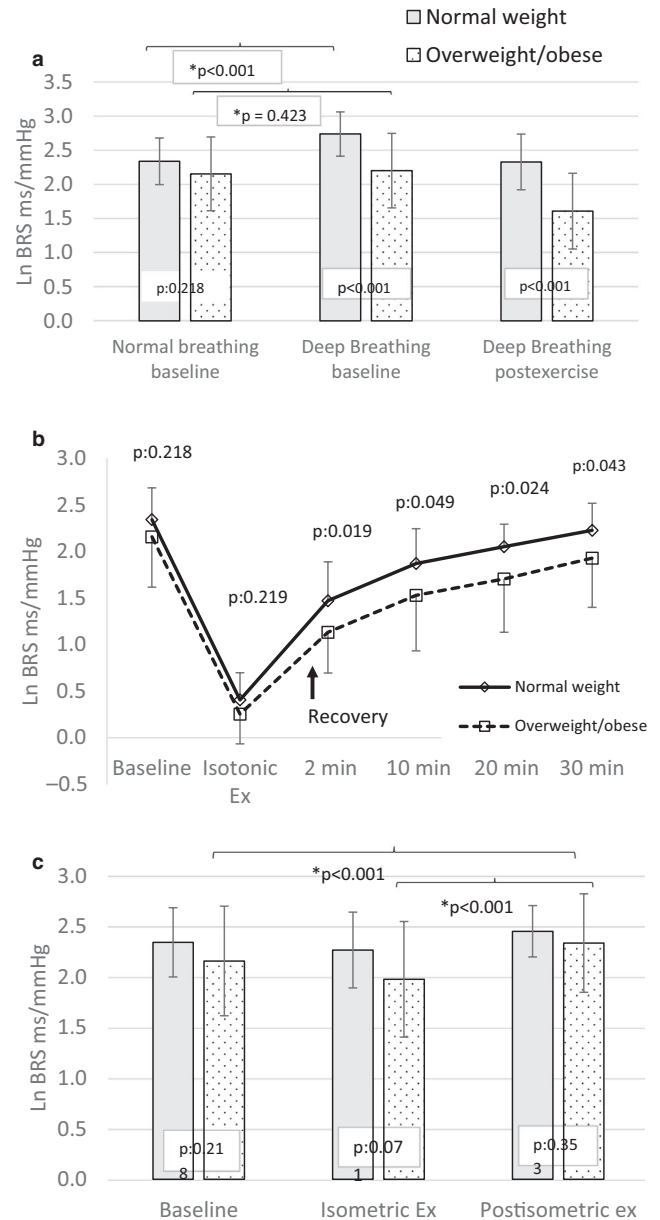 Normal weight
Overweight/obese
a
*p<0.001
*p = 0.423
3.5
3.0
2.5
2.0
1.5
1.0
0.5
0.0
Ln BRS ms/mmHg
p:0.218
p<0.001
p<0.001
Normal breathing
baseline
Deep Breathing
baseline
Deep Breathing
postexercise
b
3.0
2.5
2.0
1.5
1.0
0.5
0.0
−0.5
Ln BRS ms/mmHg
p:0.218
p:0.219
p:0.019
p:0.049
p:0.024
p:0.043
Recovery
Normal weight
Overweight/obese
Baseline
Isotonic
Ex
2 min
10 min
20 min
30 min
c
*p<0.001
*p<0.001
3.0
2.5
2.0
1.5
1.0
0.5
0.0
Ln BRS ms/mmHg
p:0.21
8
p:0.07
1
p:0.35
3
Baseline
Isometric Ex
Postisometric ex